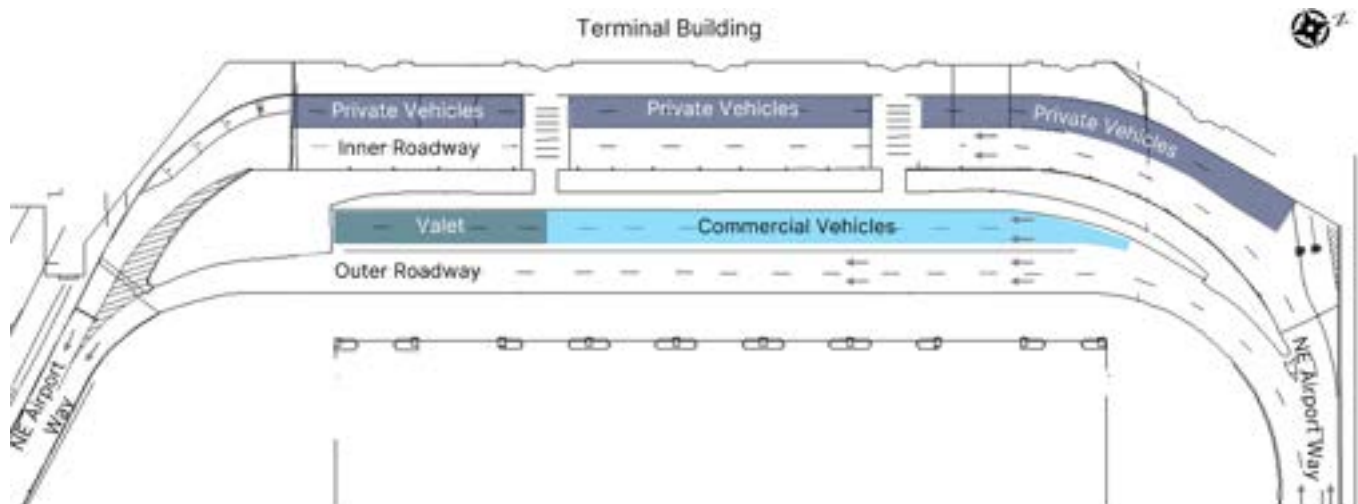 Terminal Building
N
Private Vehicles
Private Vehicles
Private Vehicles
Inner Roadway
Valet
Commercial Vehicles
Outer Roadway
NE Airport
Way
NE Airport Way